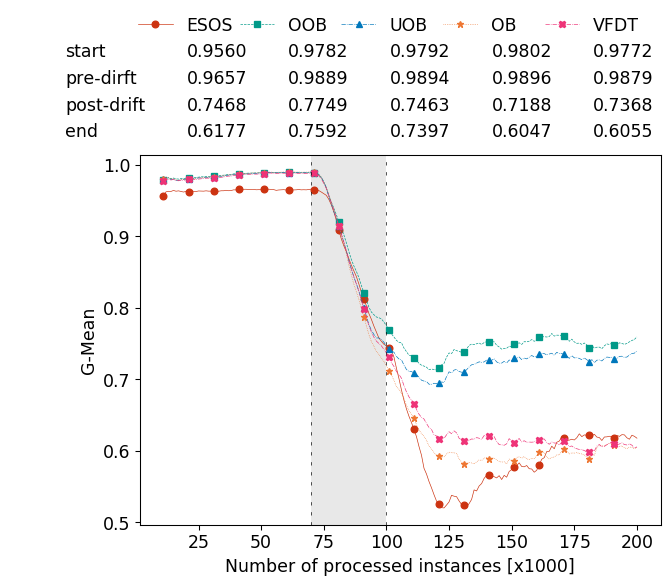 ESOS OOB UOB OB VFDT
start 0.9560 0.9782 0.9792 0.9802 0.9772
pre-dirft 0.9657 0.9889 0.9894 0.9896 0.9879
post-drift 0.7468 0.7749 0.7463 0.7188 0.7368
end 0.6177 0.7592 0.7397 0.6047 0.6055
1.0
0.9
0.8
0.7
0.6
0.5
G-Mean
25 50 75 100 125 150 175 200
Number of processed instances [x1000]